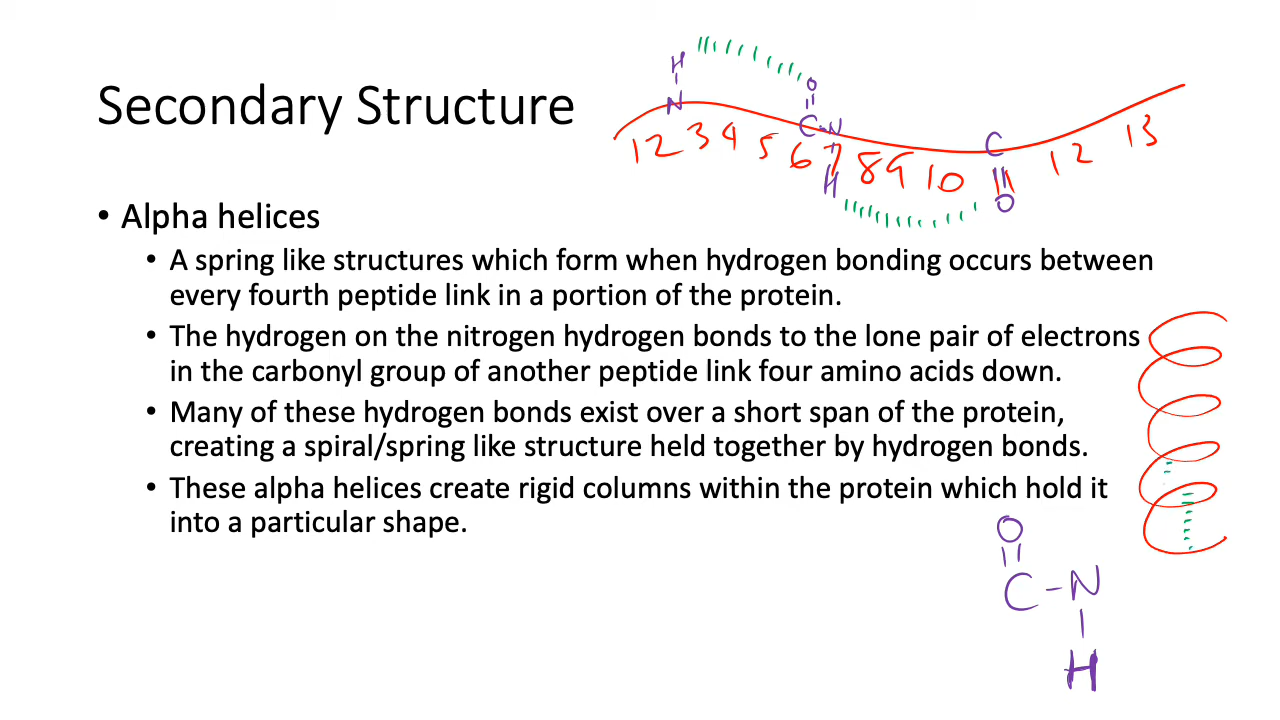 Secondary Structure
H
N
O
C-N
H
C
O
1 2 3 4 5 6 7 8 9 10 12 13
• Alpha helices
• A spring like structures which form when hydrogen bonding occurs between
every fourth peptide link in a portion of the protein.
• The hydrogen on the nitrogen hydrogen bonds to the lone pair of electrons
in the carbonyl group of another peptide link four amino acids down.
• Many of these hydrogen bonds exist over a short span of the protein,
creating a spiral/spring like structure held together by hydrogen bonds.
• These alpha helices create rigid columns within the protein which hold it
into a particular shape.
O
C-N
H